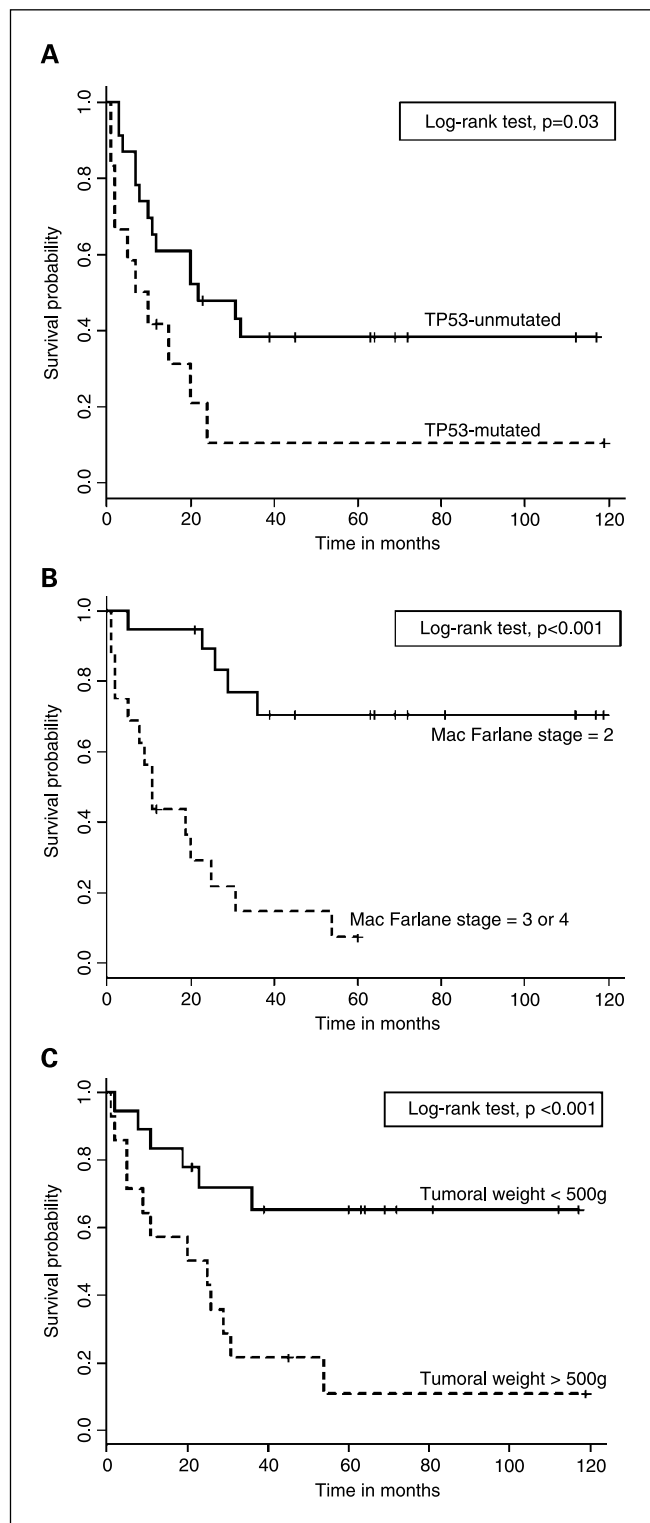 A
Log-rank test, p=0.03
1.0
0.8
0.6
0.4
0.2
0.0
Survival probability
TP53-unmutated
TP53-mutated
0 20 40 60 80 100 120
Time in months
B
Log-rank test, p<0.001
1.0
0.8
0.6
0.4
0.2
0.0
Survival probability
Mac Farlane stage = 2
Mac Farlane stage = 3 or 4
0 20 40 60 80 100 120
Time in months
C
Log-rank test, p <0.001
1.0
0.8
0.6
0.4
0.2
0.0
Survival probability
Tumoral weight < 500g
Tumoral weight > 500g
0 20 40 60 80 100 120
Time in months